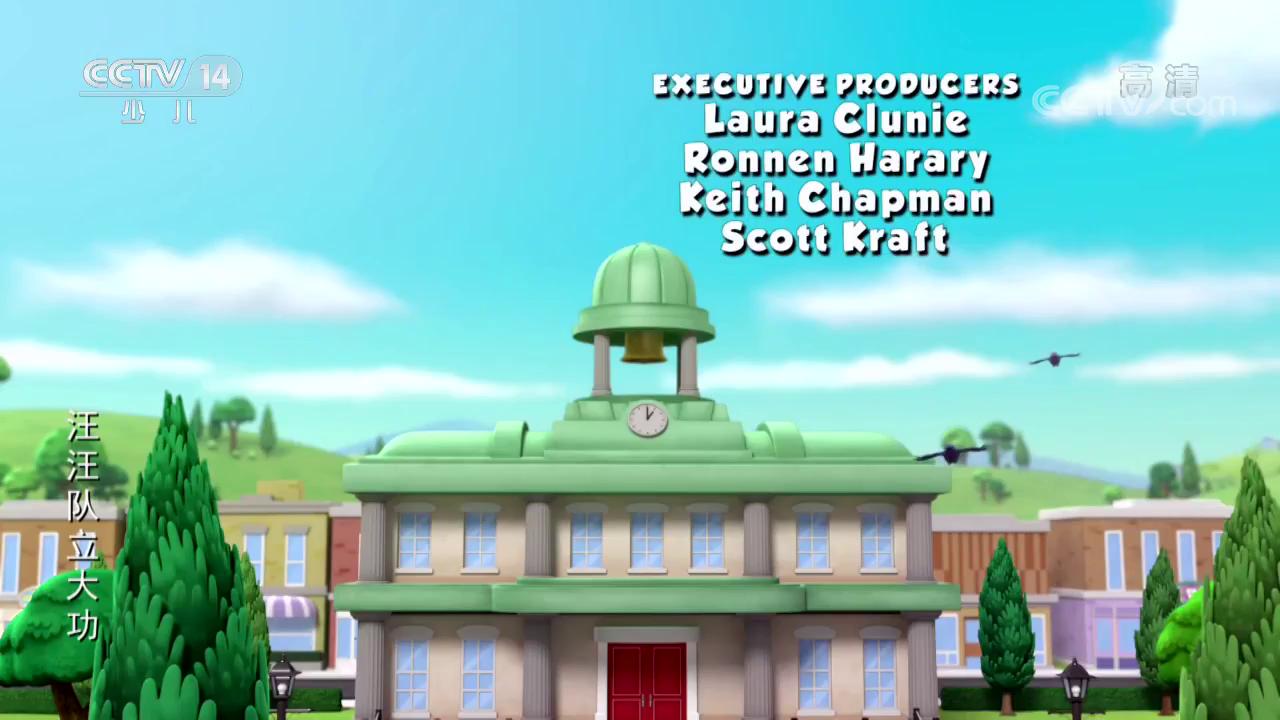 CCTV 14
少儿
高清
CCTV.com
EXECUTIVE PRODUCERS
Laura Clunie
Ronnen Harary
Keith Chapman
Scott Kraft
汪汪队立大功